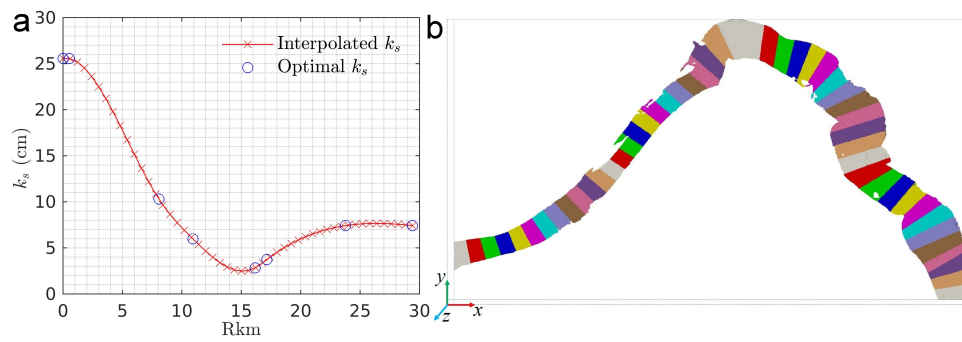 a
30
25
20
15
10
5
0
k_s (cm)
Interpolated k_s
Optimal k_s
0 5 10 15 20 25 30
Rkm
b
y
x
z